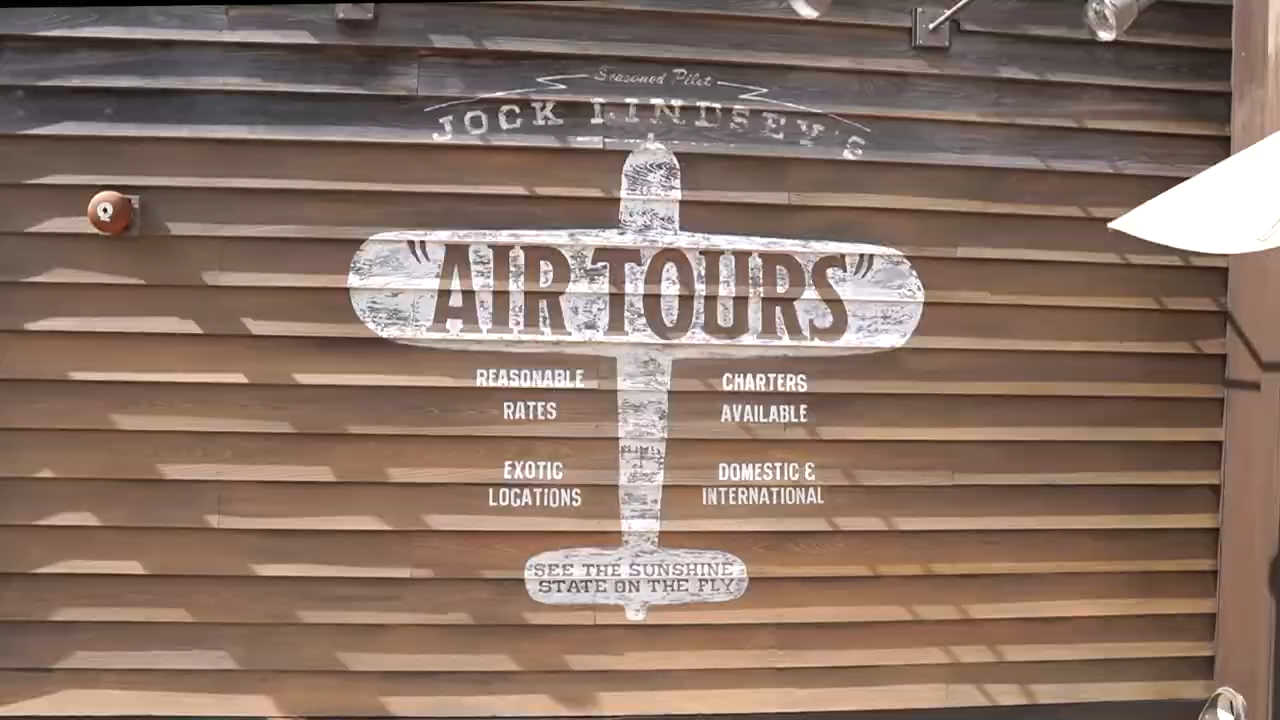 Seasoned Pilot
JOCK LINDSEY'S
"AIR TOURS"
REASONABLE
RATES
CHARTERS
AVAILABLE
EXOTIC
LOCATIONS
DOMESTIC &
INTERNATIONAL
SEE THE SUNSHINE
STATE ON THE FLY